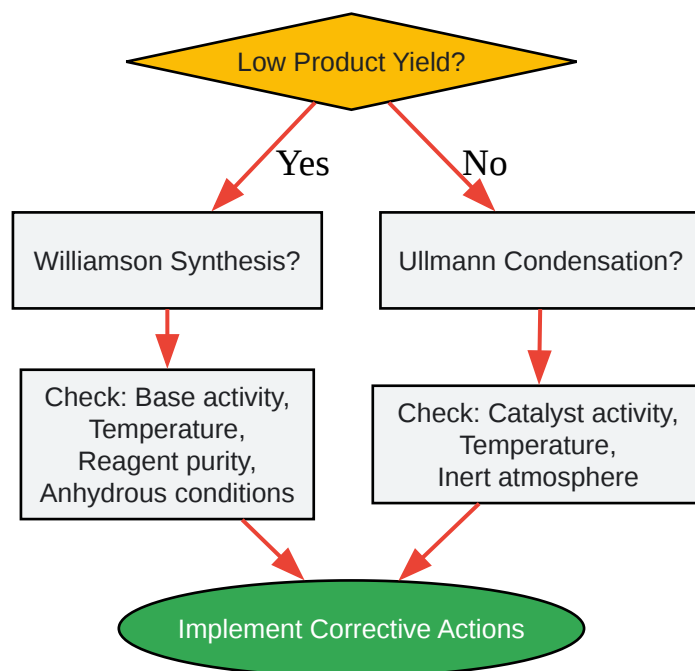 Low Product Yield?
Yes
No
Williamson Synthesis?
Ullmann Condensation?
Check: Base activity,
Temperature,
Reagent purity,
Anhydrous conditions
Check: Catalyst activity,
Temperature,
Inert atmosphere
Implement Corrective Actions